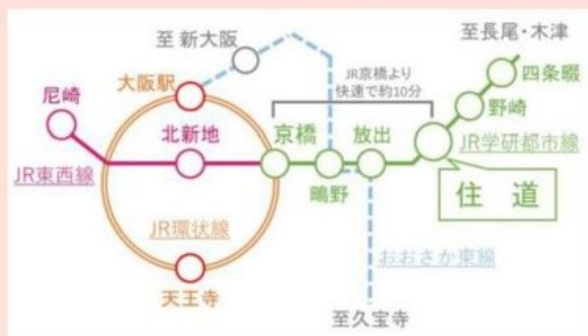 至 新大阪
至長尾・木津
大阪駅
JR京橋より
快速で約10分
四条畷
尼崎
野崎
北新地
京橋
放出
JR学研都市線
JR東西線
鴫野
住 道
JR環状線
おおさか東線
天王寺
至久宝寺